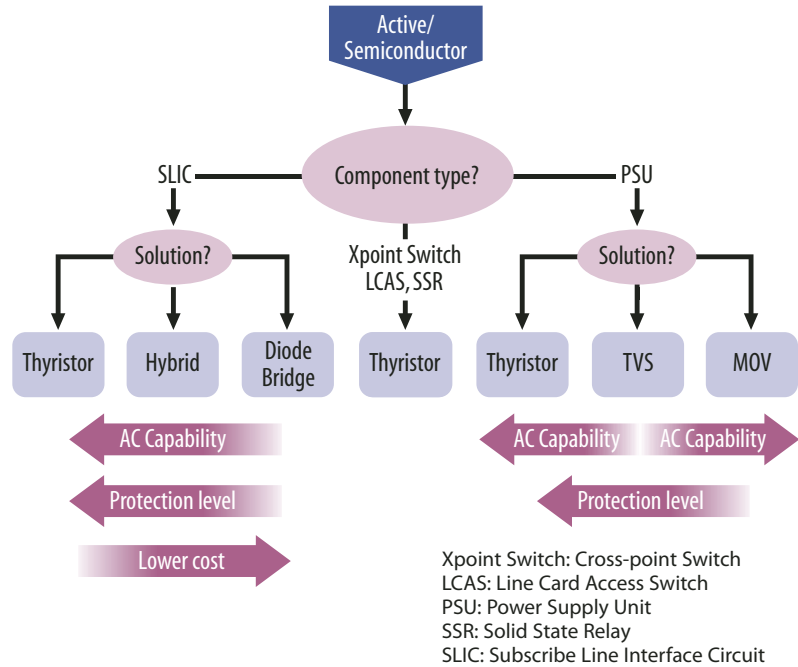 Active/
Semiconductor
SLIC
Component type?
PSU
Solution?
Xpoint Switch
LCAS, SSR
Solution?
Thyristor
Hybrid
Diode
Bridge
Thyristor
Thyristor
TVS
MOV
AC Capability
AC Capability
AC Capability
Protection level
Protection level
Lower cost
Xpoint Switch: Cross-point Switch
LCAS: Line Card Access Switch
PSU: Power Supply Unit
SSR: Solid State Relay
SLIC: Subscribe Line Interface Circuit